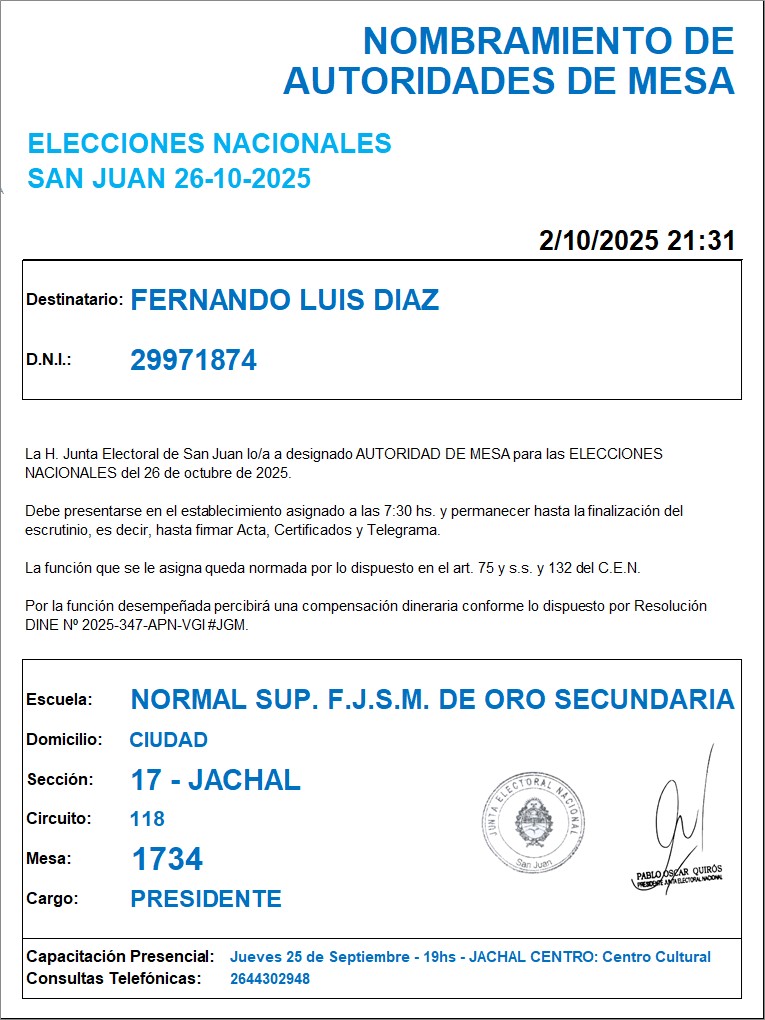 NOMBRAMIENTO DE
AUTORIDADES DE MESA
ELECCIONES NACIONALES
SAN JUAN 26-10-2025
2/10/2025 21:31
Destinatario: FERNANDO LUIS DIAZ
D.N.I.: 29971874
La H. Junta Electoral de San Juan lo/a a designado AUTORIDAD DE MESA para las ELECCIONES
NACIONALES del 26 de octubre de 2025.
Debe presentarse en el establecimiento asignado a las 7:30 hs. y permanecer hasta la finalización del
escrutinio, es decir, hasta firmar Acta, Certificados y Telegrama.
La función que se le asigna queda normada por lo dispuesto en el art. 75 y s.s. y 132 del C.E.N.
Por la función desempeñada percibirá una compensación dineraria conforme lo dispuesto por Resolución
DINE Nº 2025-347-APN-VGI#JGM.
Escuela: NORMAL SUP. F.J.S.M. DE ORO SECUNDARIA
Domicilio: CIUDAD
Sección: 17 - JACHAL
Circuito: 118
Mesa: 1734
Cargo: PRESIDENTE
JUNTA ELECTORAL NACIONAL
San Juan
PABLO OSCAR QUIRÓS
PRESIDENTE JUNTA ELECTORAL NACIONAL
Capacitación Presencial: Jueves 25 de Septiembre - 19hs - JACHAL CENTRO: Centro Cultural
Consultas Telefónicas: 2644302948